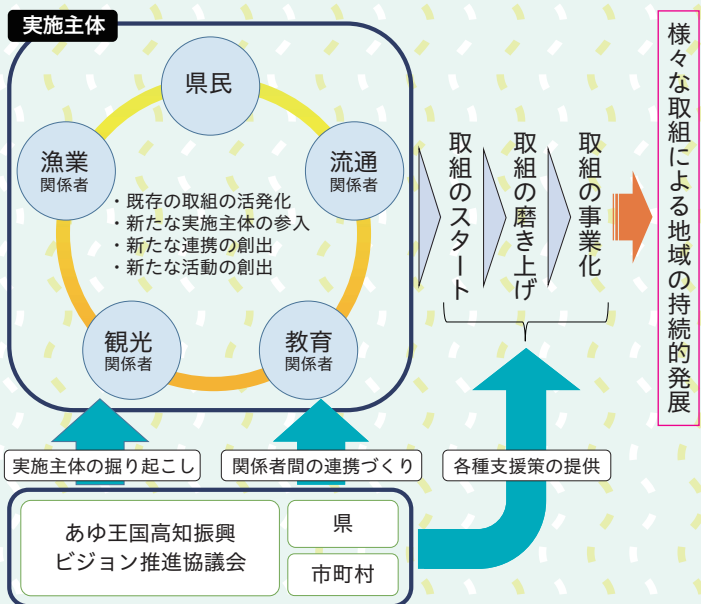 実施主体
県民
漁業
関係者
流通
関係者
・既存の取組の活発化
・新たな実施主体の参入
・新たな連携の創出
・新たな活動の創出
観光
関係者
教育
関係者
取組のスタート
取組の磨き上げ
取組の事業化
様々な取組による地域の持続的発展
実施主体の掘り起こし
関係者間の連携づくり
各種支援策の提供
あゆ王国高知振興
ビジョン推進協議会
県
市町村